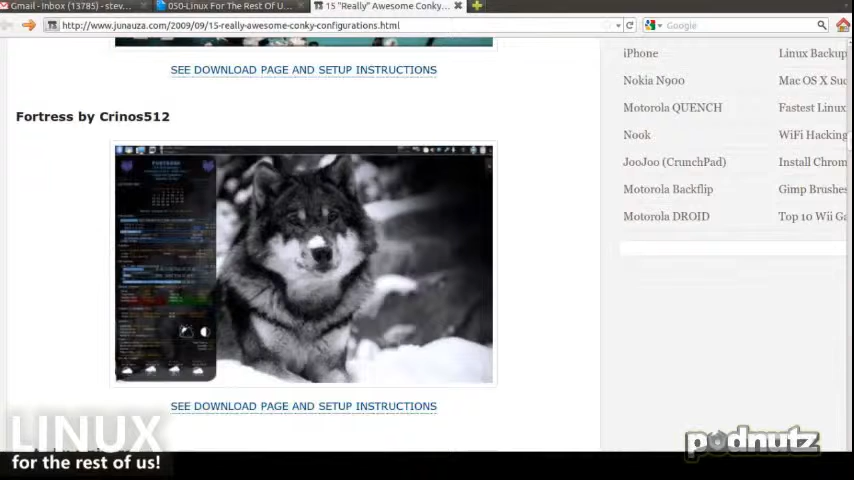 Gmail - Inbox (13785) - stev...
050-Linux For The Rest Of U...
15 "Really" Awesome Conky...
http://www.junauza.com/2009/09/15-really-awesome-conky-configurations.html
Google
SEE DOWNLOAD PAGE AND SETUP INSTRUCTIONS
Fortress by Crinos512
FORTRESS
SEE DOWNLOAD PAGE AND SETUP INSTRUCTIONS
iPhone
Linux Backup
Nokia N900
Mac OS X Suc
Motorola QUENCH
Fastest Linux
Nook
WiFi Hacking
JooJoo (CrunchPad)
Install Chrom
Motorola Backflip
Gimp Brushes
Motorola DROID
Top 10 Wii Ga
LINUX
for the rest of us!
podnutz